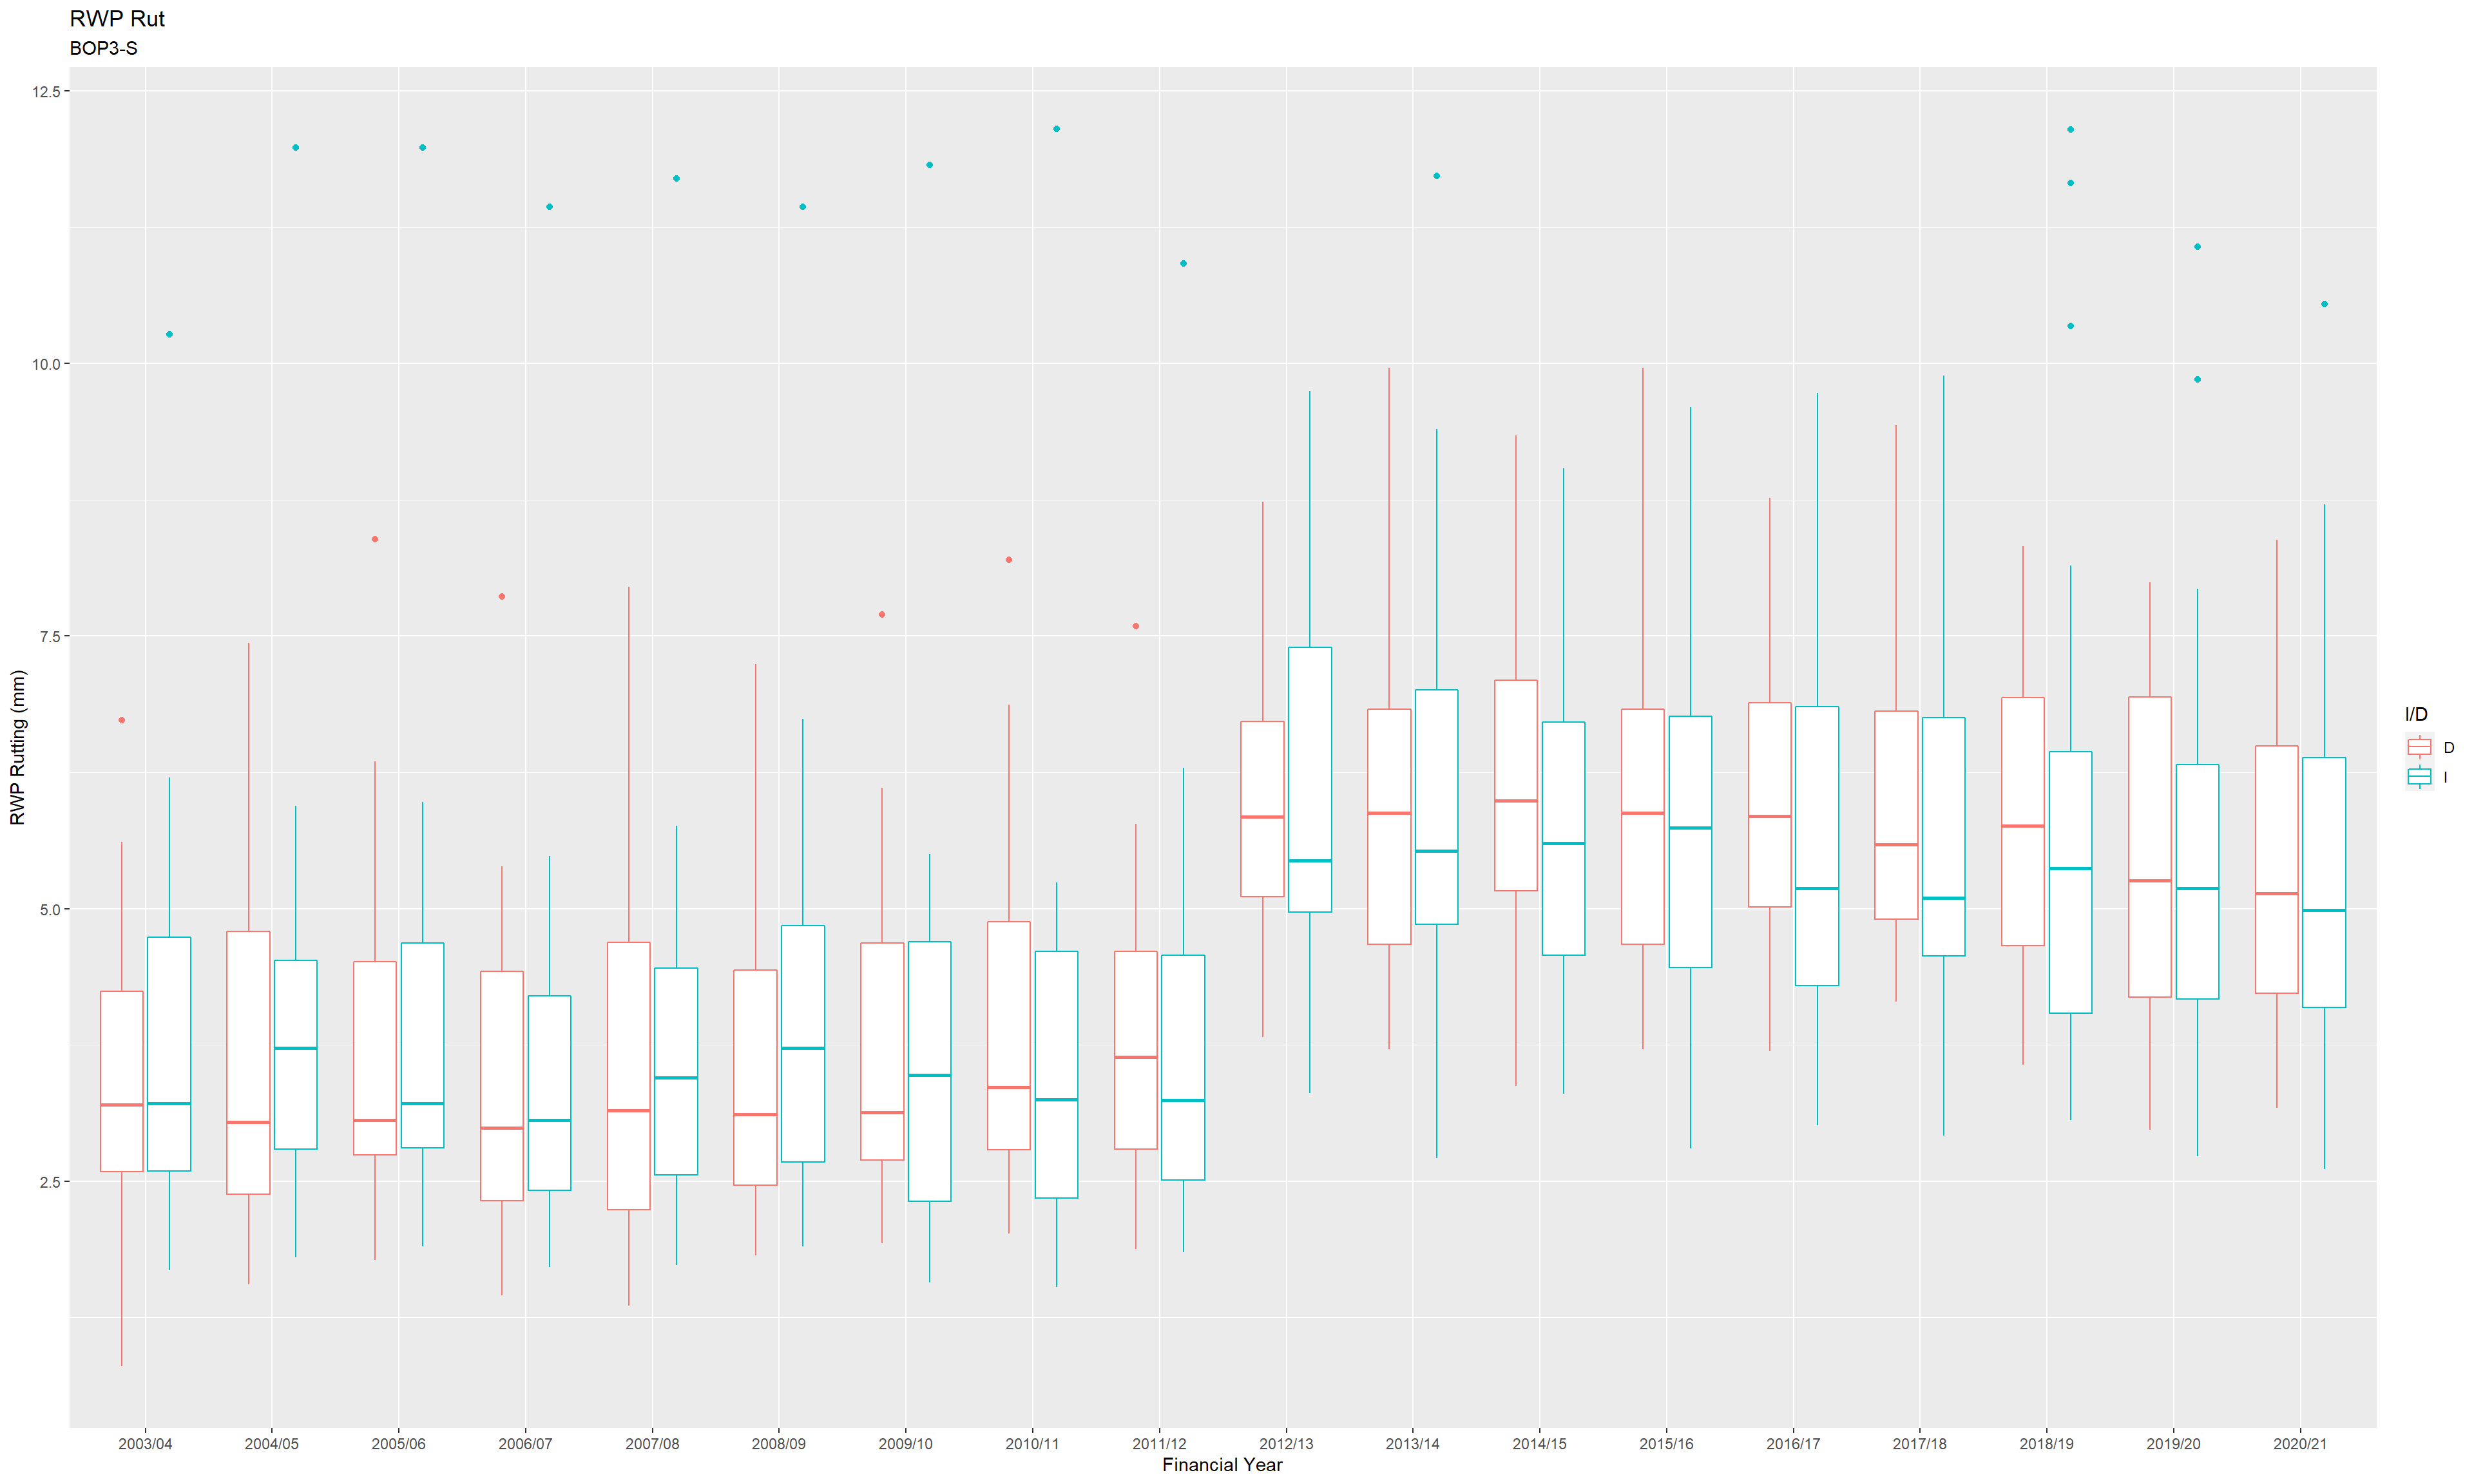 RWP Rut
BOP3-S
RWP Rutting (mm)
12.5
10.0
7.5
5.0
2.5
2003/04 2004/05 2005/06 2006/07 2007/08 2008/09 2009/10 2010/11 2011/12 2012/13 2013/14 2014/15 2015/16 2016/17 2017/18 2018/19 2019/20 2020/21
Financial Year
I/D
D
I